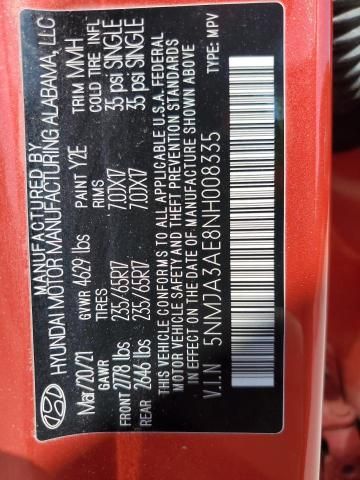 MANUFACTURED BY
HYUNDAI MOTOR MANUFACTURING ALABAMA, LLC
Mar/20/21 GVWR 4629 lbs PAINT Y2E TRIM MMH
GAWR TIRES RIMS COLD TIRE INFL
FRONT 2778 lbs 235/65R17 7.0JX17 35 psi SINGLE
REAR 2646 lbs 235/65R17 7.0JX17 35 psi SINGLE
THIS VEHICLE CONFORMS TO ALL APPLICABLE U.S.A. FEDERAL
MOTOR VEHICLE SAFETY AND THEFT PREVENTION STANDARDS
IN EFFECT ON THE DATE OF MANUFACTURE SHOWN ABOVE.
V.I.N 5NMJA3AE8NH008335 TYPE: MPV